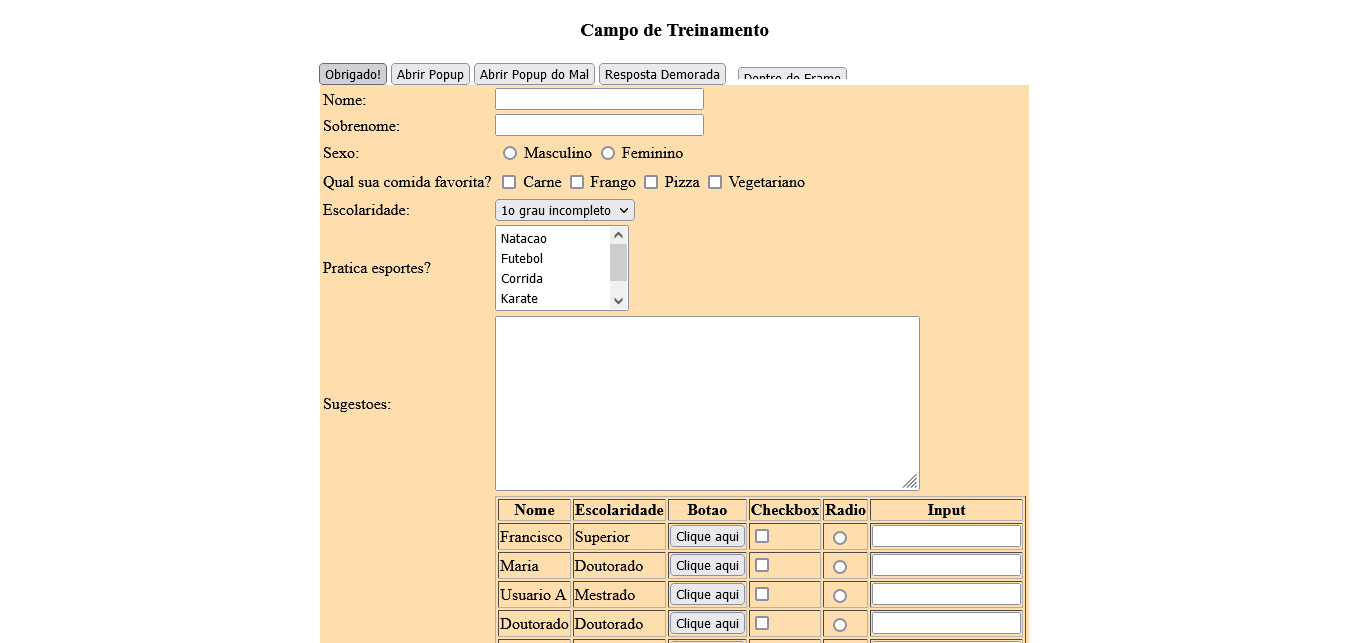 Campo de Treinamento
Obrigado! Abrir Popup Abrir Popup do Mal Resposta Demorada Dentro do Frame
Nome:
Sobrenome:
Sexo: Masculino Feminino
Qual sua comida favorita? Carne Frango Pizza Vegetariano
Escolaridade: 1o grau incompleto
Natacao
Futebol
Pratica esportes?
Corrida
Karate
Sugestoes:
Nome Escolaridade Botao Checkbox Radio Input
Francisco Superior Clique aqui
Maria Doutorado Clique aqui
Usuario A Mestrado Clique aqui
Doutorado Doutorado Clique aqui